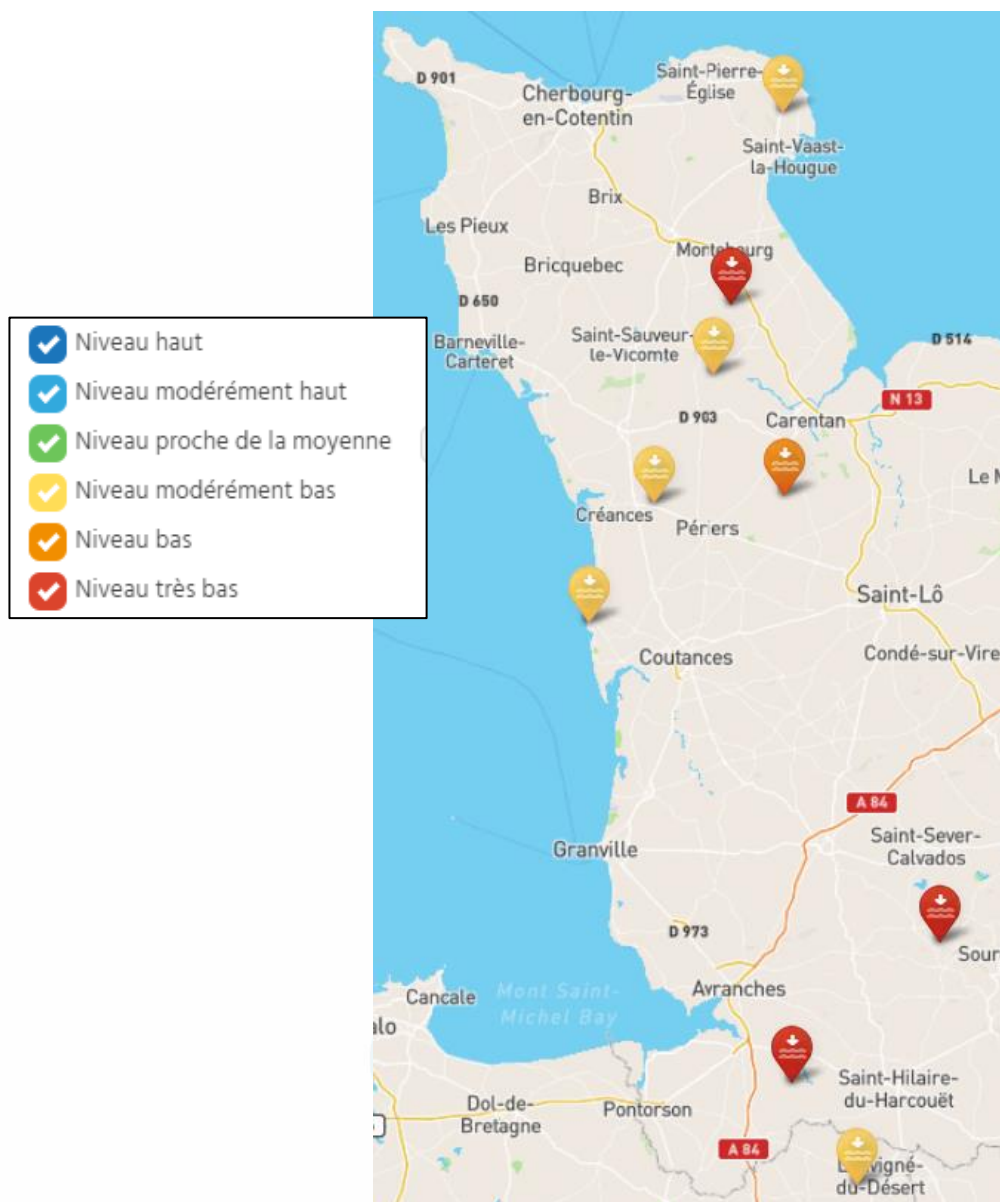 Niveau haut
Niveau modérément haut
Niveau proche de la moyenne
Niveau modérément bas
Niveau bas
Niveau très bas
D 901
Saint-Pierre-
Église
Cherbourg-
en-Cotentin
Saint-Vaast-
la-Hougue
Brix
Les Pieux
Bricquebec
D 650
Barneville-
Carteret
Saint-Sauveur-
le-Vicomte
D 514
N 13
D 903
Carentan
Le
Créances
Périers
Saint-Lô
Coutances
Condé-sur-Vire
A 84
Saint-Sever-
Calvados
Granville
D 973
Sour
Avranches
Cancale
Mont Saint-
Michel Bay
alo
Saint-Hilaire-
du-Harcouët
Dol-de-
Bretagne
Pontorson
A 84
du-Désert